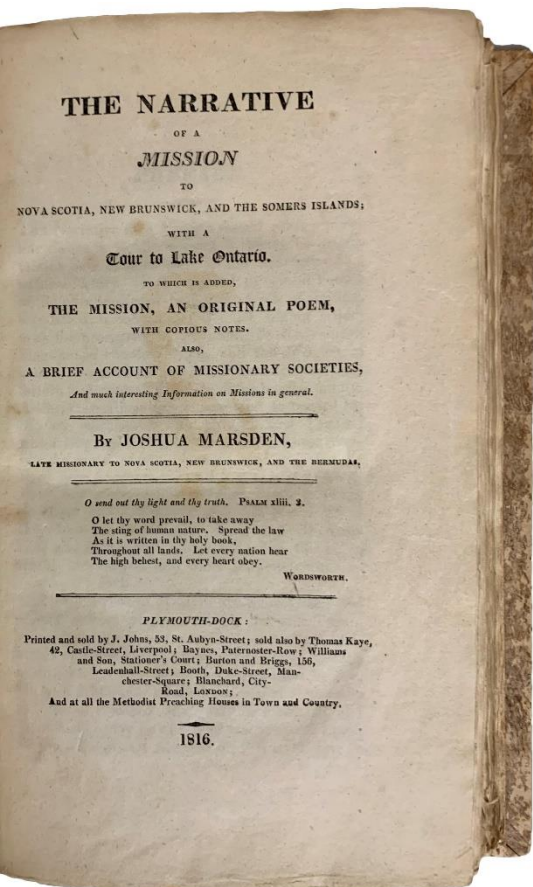 THE NARRATIVE
OF A
MISSION
TO
NOVA SCOTIA, NEW BRUNSWICK, AND THE SOMERS ISLANDS;
WITH A
Tour to Lake Ontario.
TO WHICH IS ADDED,
THE MISSION, AN ORIGINAL POEM,
WITH COPIOUS NOTES.
ALSO,
A BRIEF ACCOUNT OF MISSIONARY SOCIETIES,
And much interesting Information on Missions in general.
By JOSHUA MARSDEN,
LATE MISSIONARY TO NOVA SCOTIA, NEW BRUNSWICK, AND THE BERMUDAS.
O send out thy light and thy truth. PSALM xliii. 3.
O let thy word prevail, to take away
The sting of human nature. Spread the law
As it is written in thy holy book,
Throughout all lands. Let every nation hear
The high behest, and every heart obey.
WORDSWORTH.
PLYMOUTH-DOCK:
Printed and sold by J. Johns, 53, St. Aubyn-Street; sold also by Thomas Kaye,
42, Castle-Street, Liverpool; Baynes, Paternoster-Row; Williams
and Son, Stationer's Court; Burton and Briggs, 156,
Leadenhall-Street; Booth, Duke-Street, Man-
chester-Square; Blanchard, City-
Road, LONDON;
And at all the Methodist Preaching Houses in Town and Country.
1816.